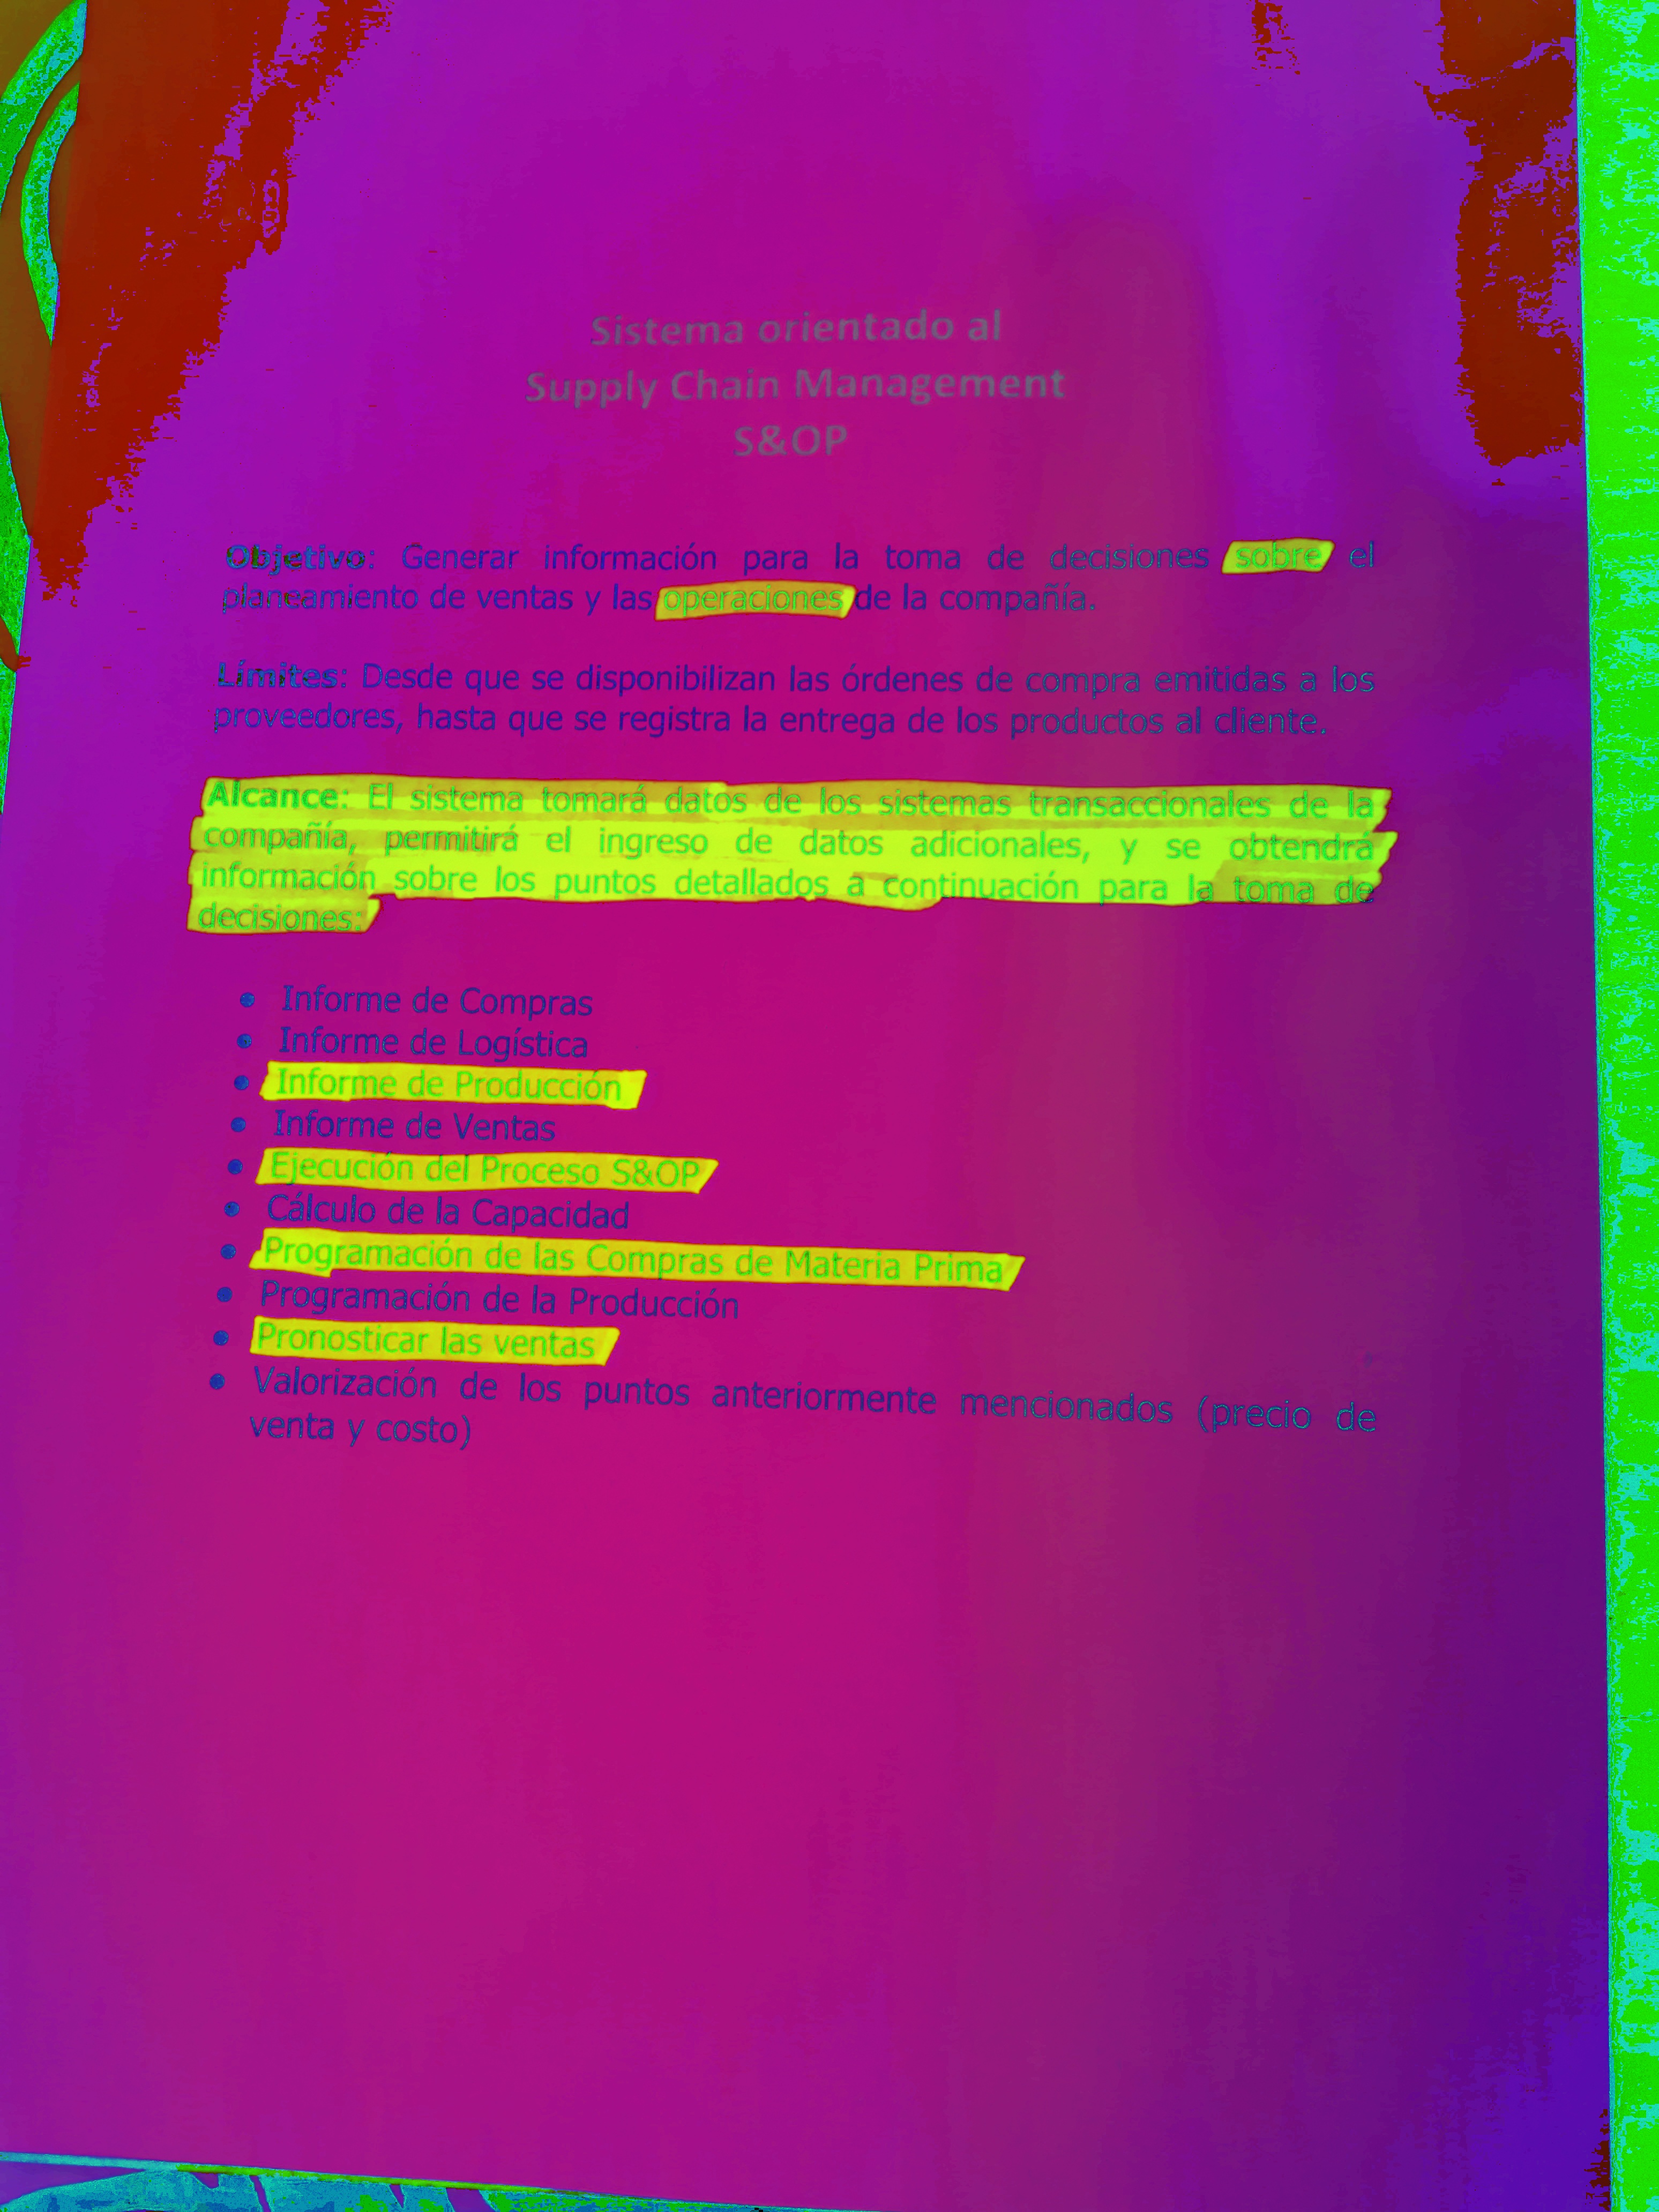 Sistema orientado al
Supply Chain Management
S&OP
Objetivo: Generar información para la toma de decisiones sobre el
planeamiento de ventas y las operaciones de la compañía.
Límites: Desde que se disponibilizan las órdenes de compra emitidas a los
proveedores, hasta que se registra la entrega de los productos al cliente.
Alcance: El sistema tomará datos de los sistemas transaccionales de la
compañía, permitirá el ingreso de datos adicionales, y se obtendrá
información sobre los puntos detallados a continuación para la toma de
decisiones:
• Informe de Compras
• Informe de Logística
• Informe de Producción
• Informe de Ventas
• Ejecución del Proceso S&OP
• Cálculo de la Capacidad
• Programación de las Compras de Materia Prima
• Programación de la Producción
• Pronosticar las ventas
• Valorización de los puntos anteriormente mencionados (precio de
venta y costo)